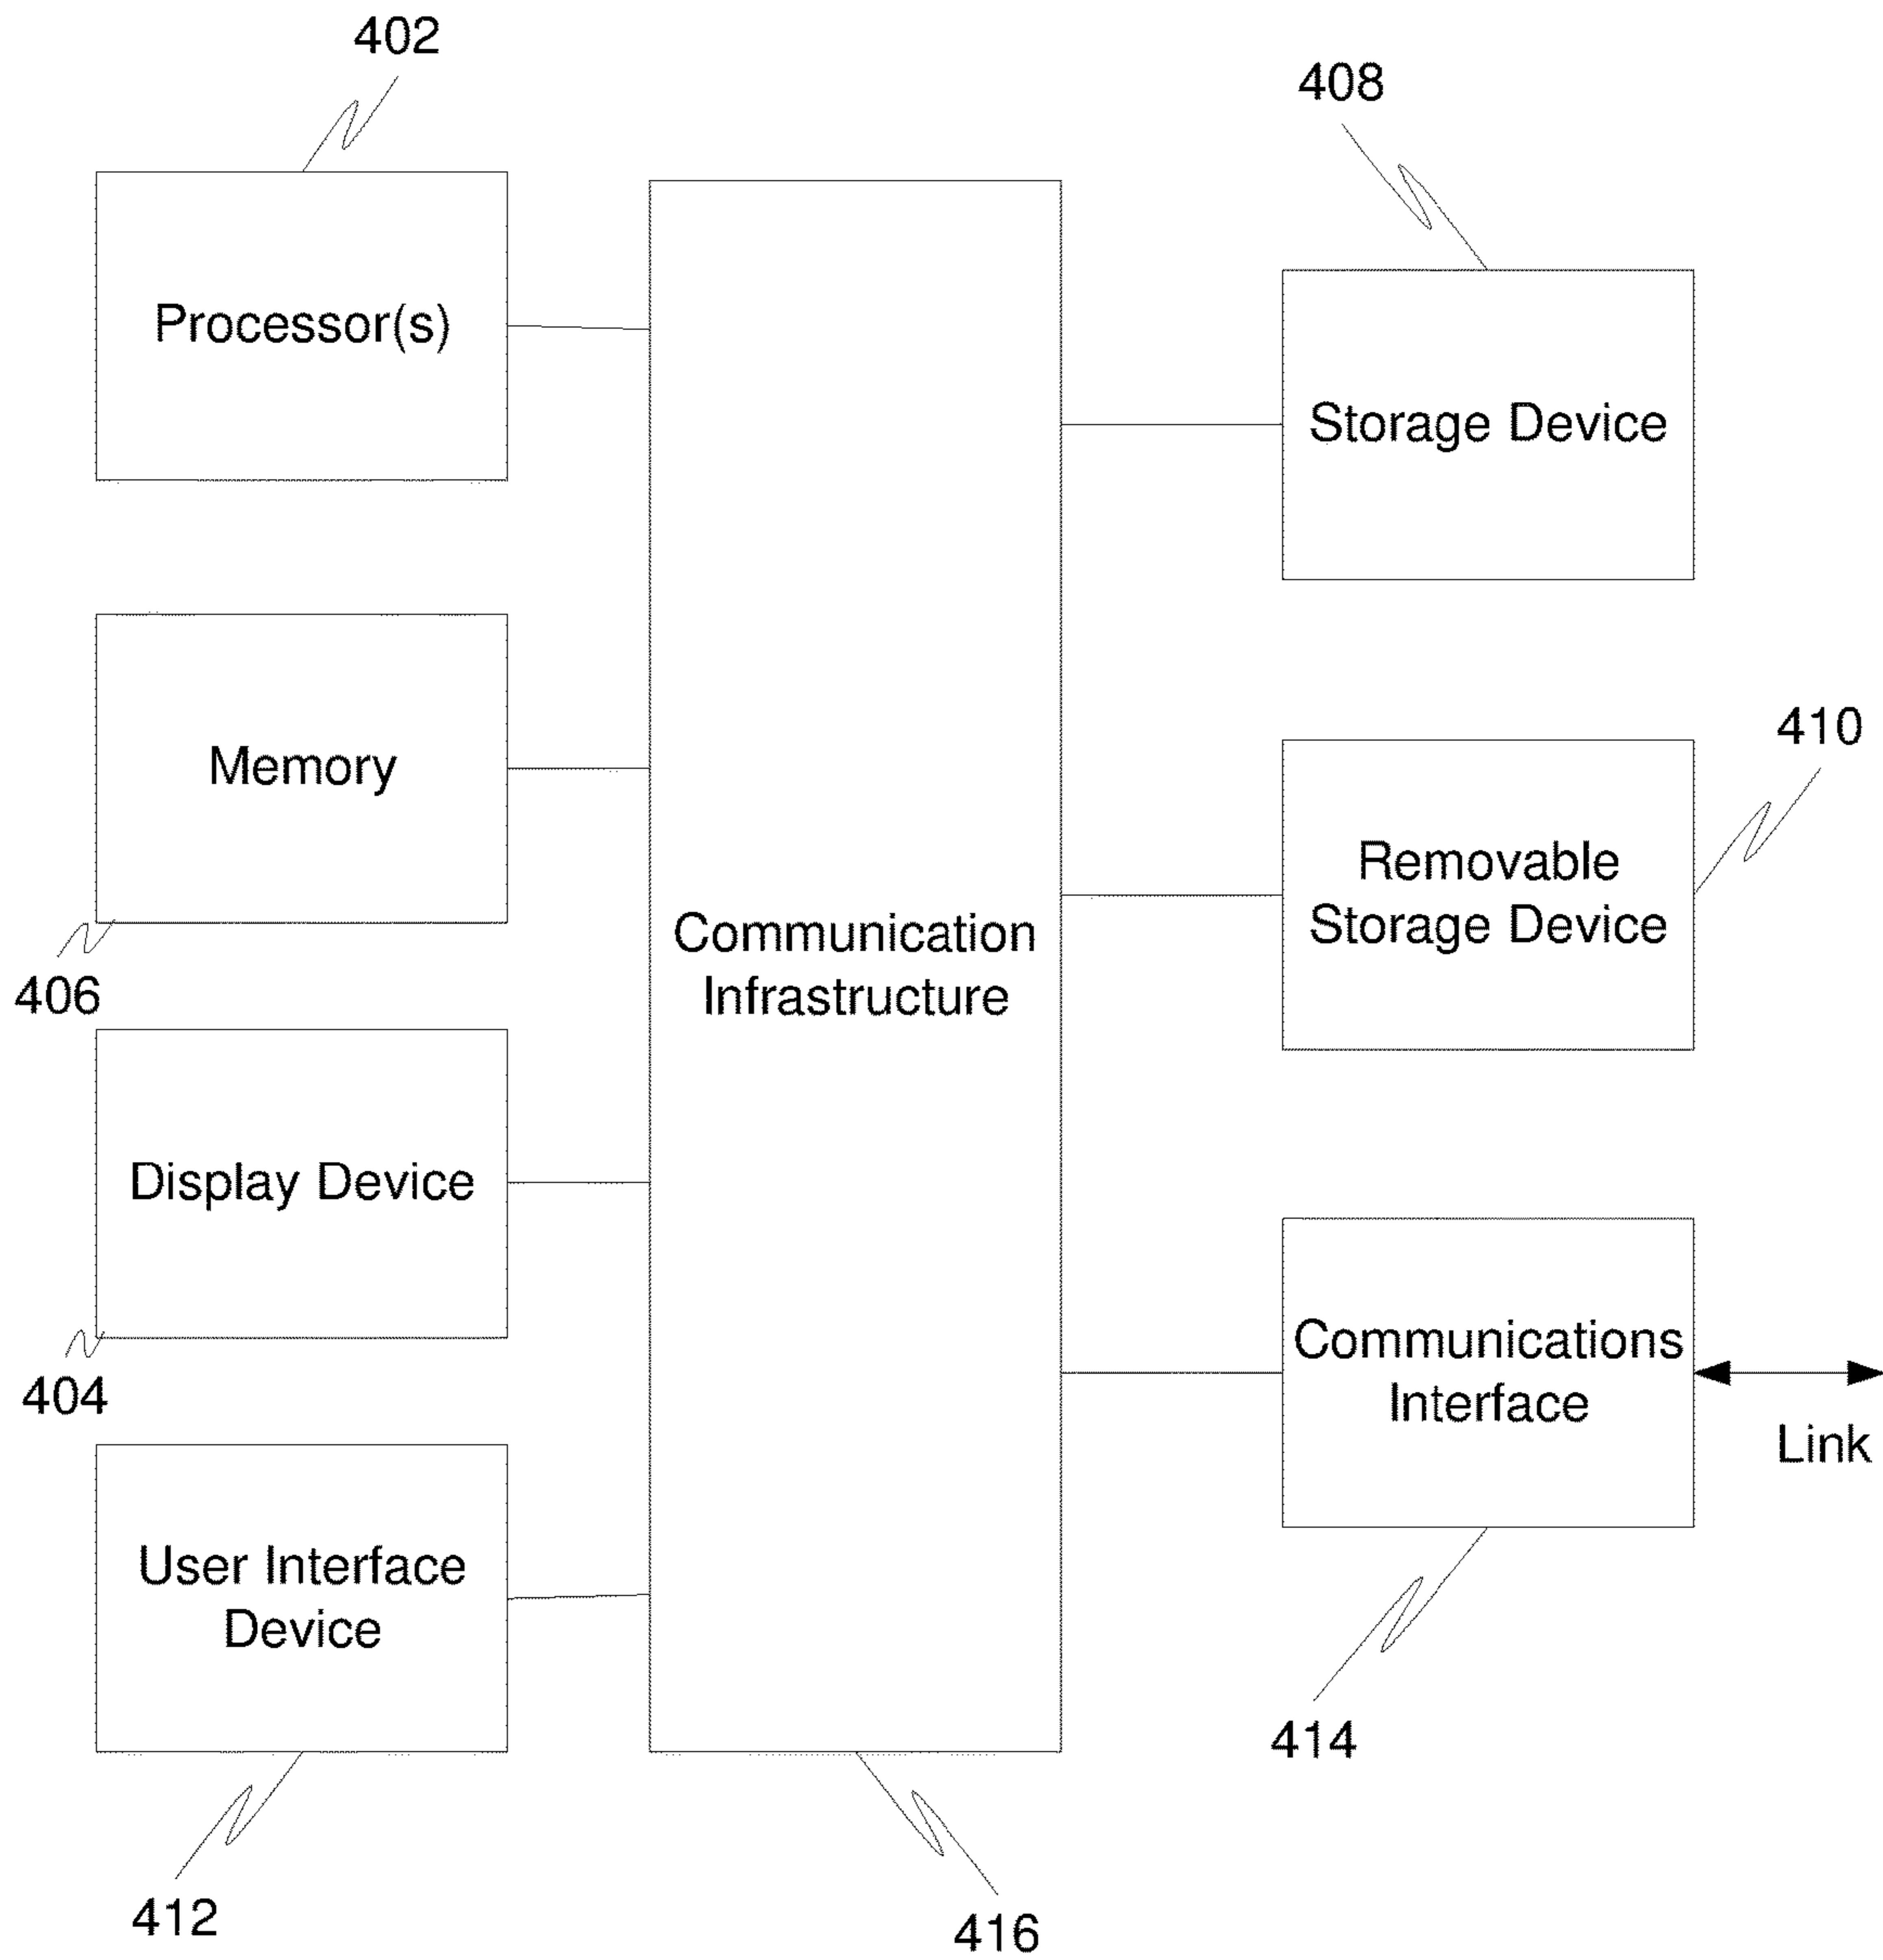 402
408
Processor(s)
Storage Device
Memory
410
Removable
Storage Device
406
Communication
Infrastructure
Display Device
Communications
Interface
Link
404
User Interface
Device
414
412
416